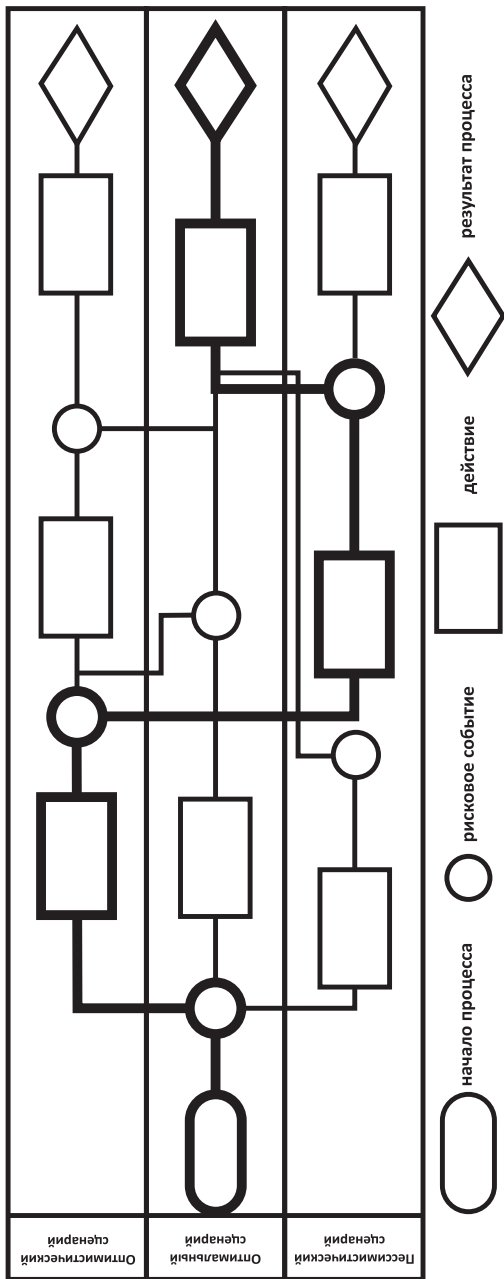 Оптимистический
сценарий
Оптимальный
сценарий
Пессимистический
сценарий
начало процесса
рисковое событие
действие
результат процесса